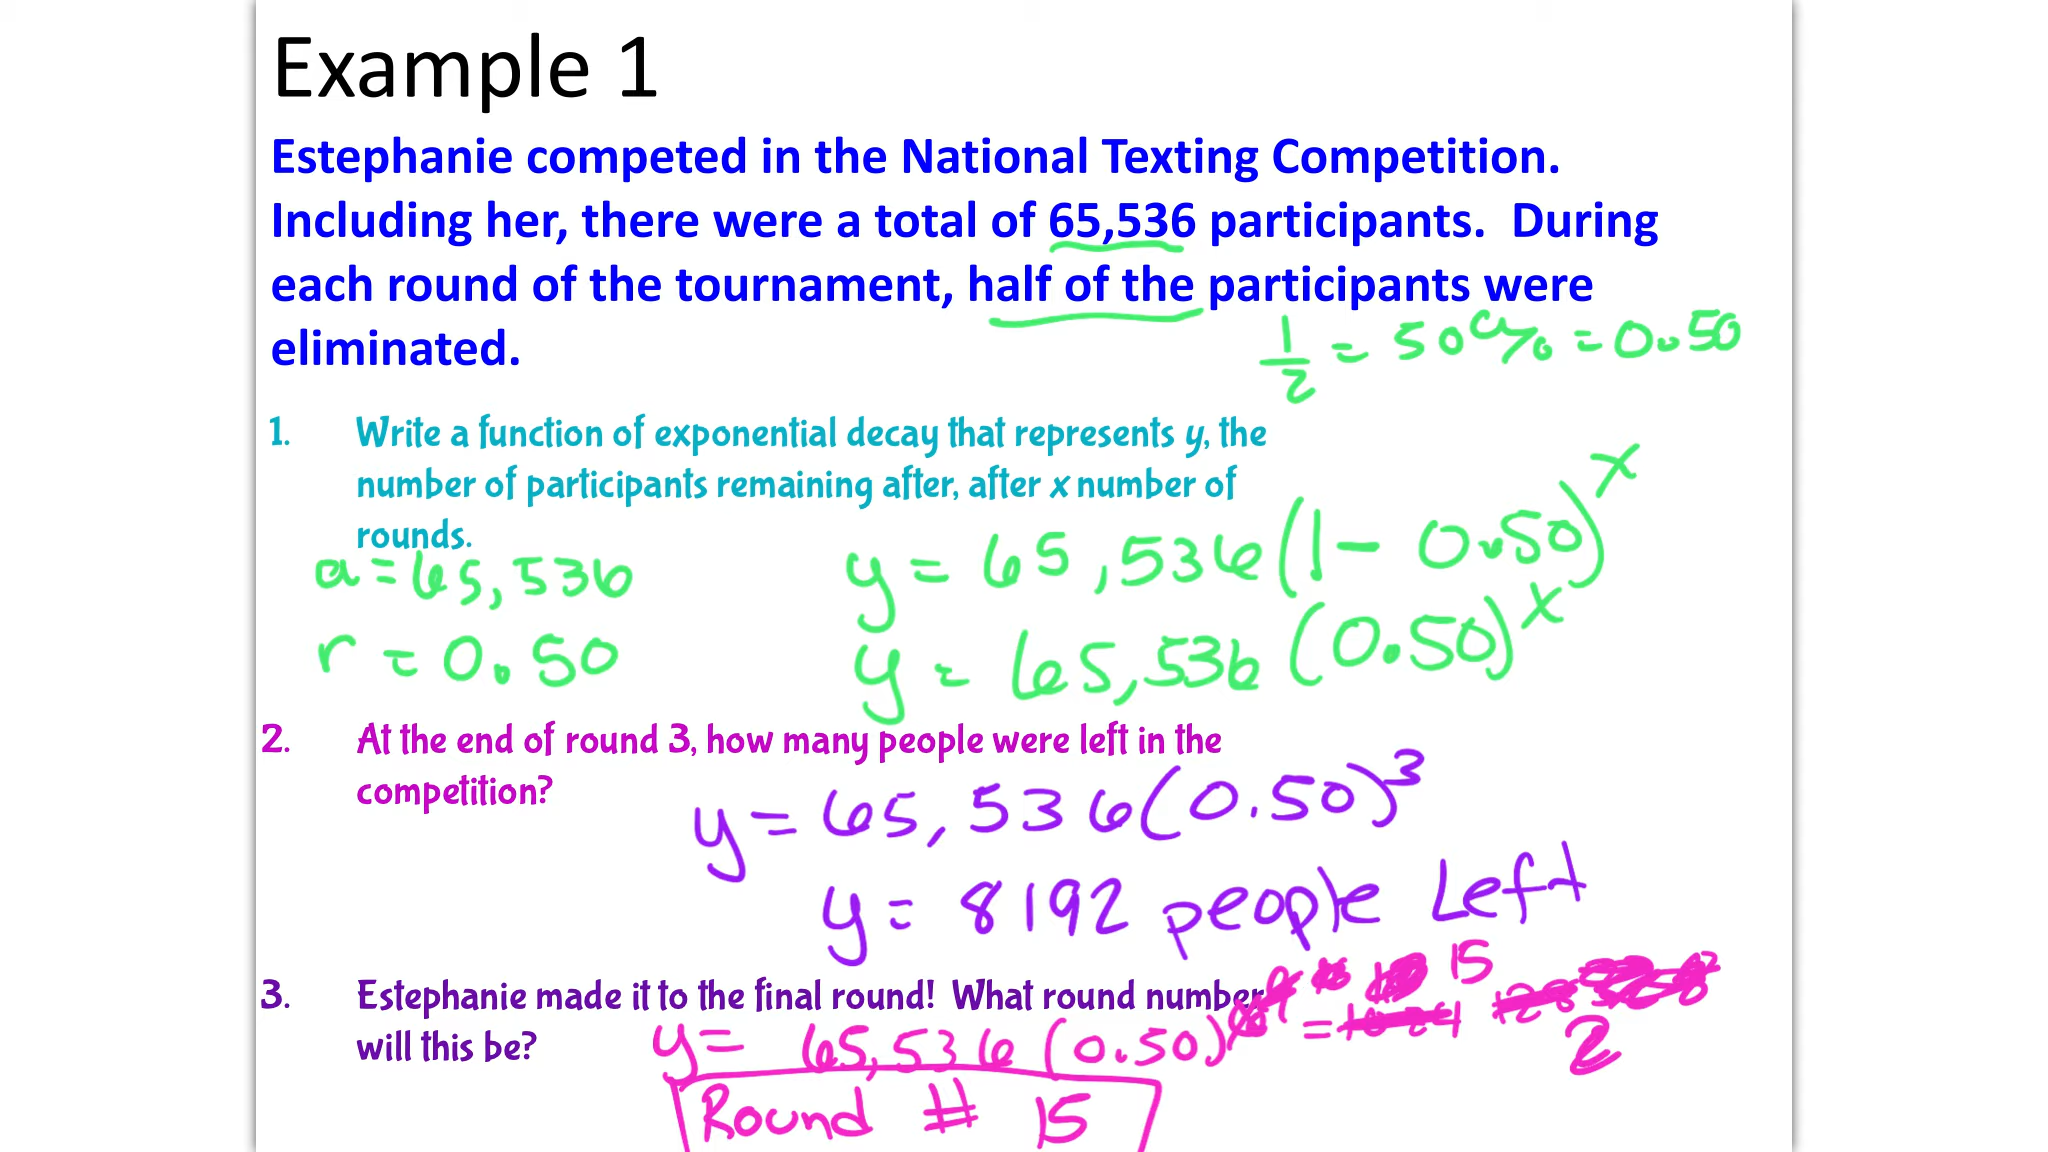 Example 1
Estephanie competed in the National Texting Competition.
Including her, there were a total of 65,536 participants. During
each round of the tournament, half of the participants were
eliminated.
1/2 = 50% = 0.50
1. Write a function of exponential decay that represents y, the
number of participants remaining after, after x number of
rounds.
a = 65,536
r = 0.50
y = 65,536(1 - 0.50)^x
y = 65,536(0.50)^x
2. At the end of round 3, how many people were left in the
competition?
y = 65,536(0.50)^3
y = 8192 people Left
3. Estephanie made it to the final round! What round number
will this be?
15
y = 65,536(0.50) = 2
Round # 15